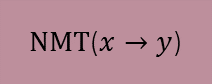 NMT(x → y)